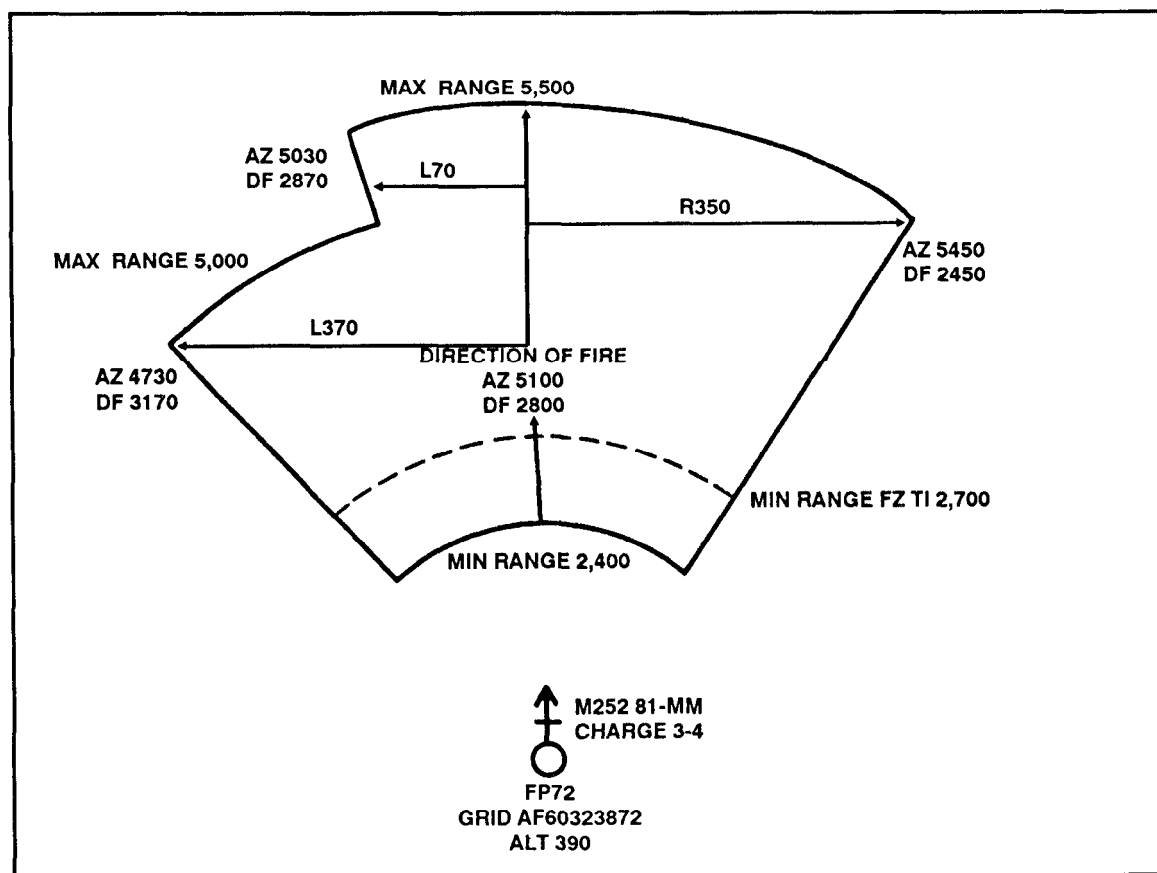 MAX RANGE 5,500
AZ 5030
DF 2870
L70
R350
MAX RANGE 5,000
AZ 5450
DF 2450
L370
DIRECTION OF FIRE
AZ 5100
DF 2800
AZ 4730
DF 3170
MIN RANGE FZ TI 2,700
MIN RANGE 2,400
M252 81-MM
CHARGE 3-4
FP72
GRID AF60323872
ALT 390